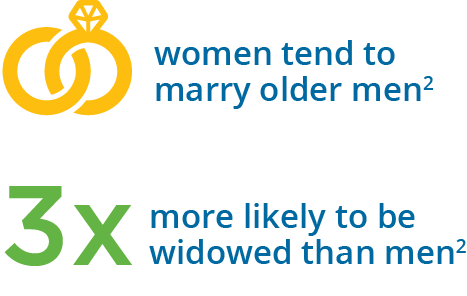 women tend to
marry older men²
3x more likely to be
widowed than men²